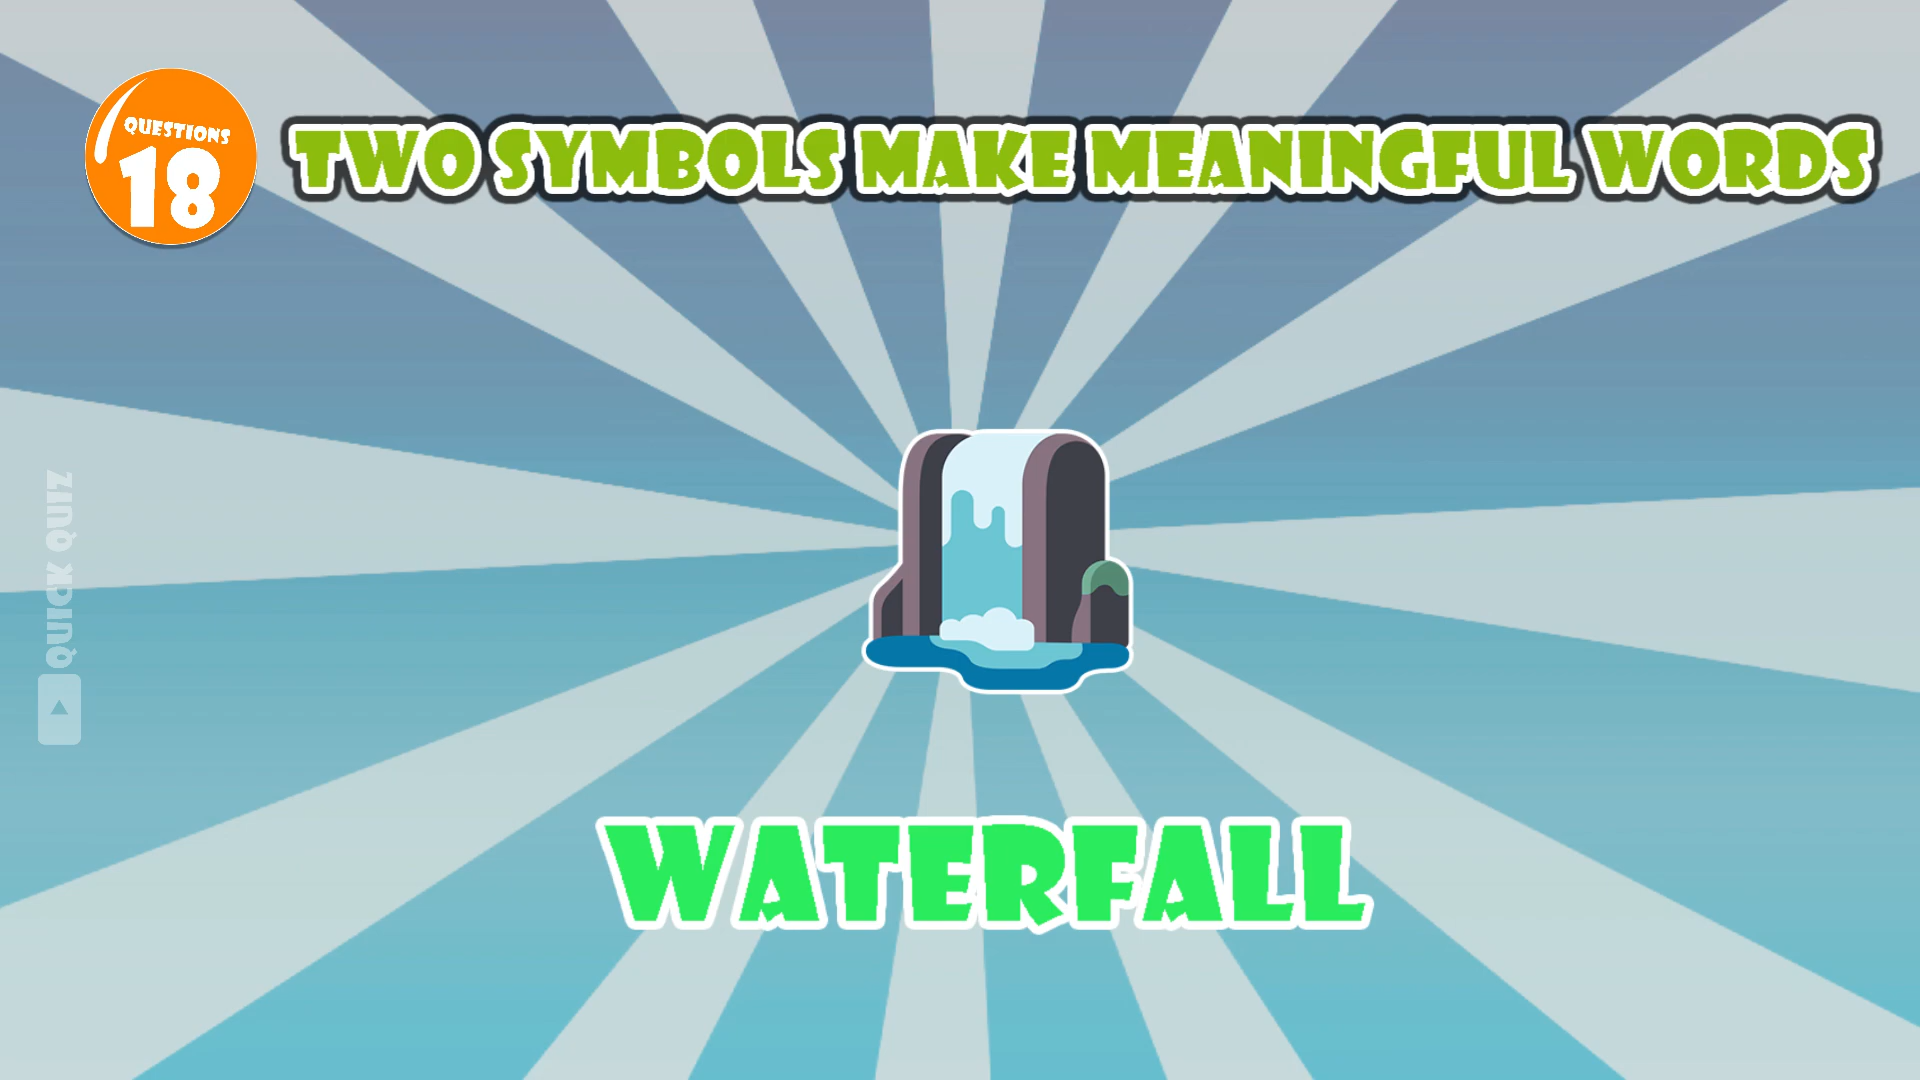 QUESTIONS
18
TWO SYMBOLS MAKE MEANINGFUL WORDS
QUICK QUIZ
WATERFALL